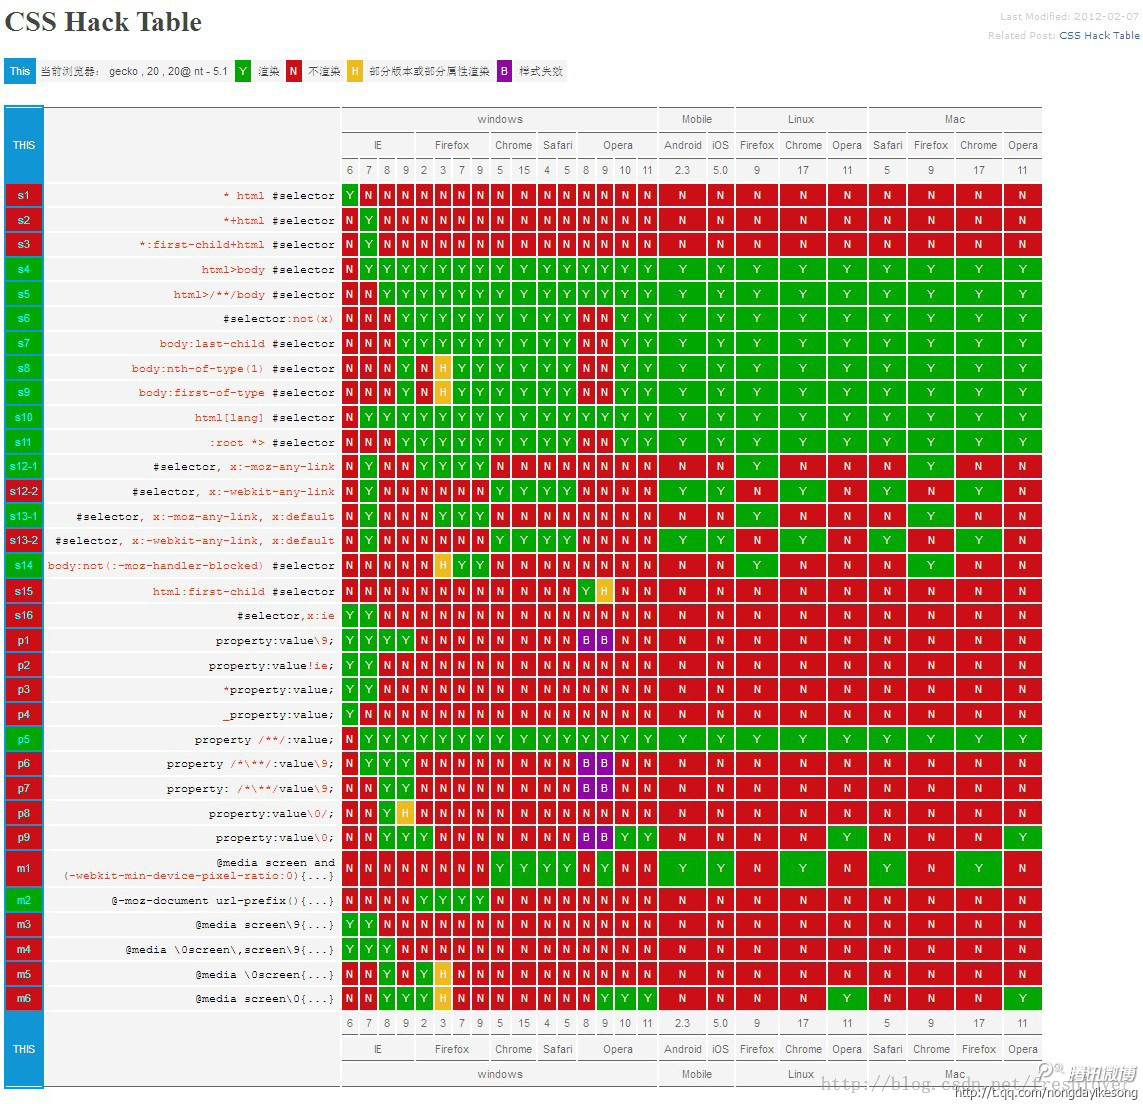 CSS Hack Table
Last Modified: 2012-02-07
Related Post: CSS Hack Table
This 当前浏览器： gecko , 20 , 20@ nt - 5.1 Y 渲染 N 不渲染 H 部分版本或部分属性渲染 B 样式失效
THIS
windows Mobile Linux Mac
IE Firefox Chrome Safari Opera Android iOS Firefox Chrome Opera Safari Firefox Chrome Opera
6 7 8 9 2 3 7 9 5 15 4 5 8 9 10 11 2.3 5.0 9 17 11 5 9 17 11
s1 * html #selector Y N N N N N N N N N N N N N N N N N N N N N N N N
s2 *+html #selector N Y N N N N N N N N N N N N N N N N N N N N N N N
s3 *:first-child+html #selector N Y N N N N N N N N N N N N N N N N N N N N N N N
s4 html>body #selector N Y Y Y Y Y Y Y Y Y Y Y Y Y Y Y Y Y Y Y Y Y Y Y Y
s5 html>/**/body #selector N N Y Y Y Y Y Y Y Y Y Y Y Y Y Y Y Y Y Y Y Y Y Y Y
s6 #selector:not(x) N N N Y Y Y Y Y Y Y Y Y N N Y Y Y Y Y Y Y Y Y Y Y
s7 body:last-child #selector N N N Y Y Y Y Y Y Y Y Y N N Y Y Y Y Y Y Y Y Y Y Y
s8 body:nth-of-type(1) #selector N N N Y N H Y Y Y Y Y Y N N Y Y Y Y Y Y Y Y Y Y Y
s9 body:first-of-type #selector N N N Y N H Y Y Y Y Y Y N N Y Y Y Y Y Y Y Y Y Y Y
s10 html[lang] #selector N Y Y Y Y Y Y Y Y Y Y Y Y Y Y Y Y Y Y Y Y Y Y Y Y
s11 :root *> #selector N N N Y Y Y Y Y Y Y Y Y N N Y Y Y Y Y Y Y Y Y Y Y
s12-1 #selector, x:-moz-any-link N Y N N Y Y Y Y N N N N N N N N N N Y N N N Y N N
s12-2 #selector, x:-webkit-any-link N Y N N N N N N Y Y Y Y N N N N Y Y N Y N Y N Y N
s13-1 #selector, x:-moz-any-link, x:default N Y N N N Y Y Y N N N N N N N N N N Y N N N Y N N
s13-2 #selector, x:-webkit-any-link, x:default N Y N N N N N N Y Y Y Y N N N N Y Y N Y N Y N Y N
s14 body:not(:-moz-handler-blocked) #selector N N N N N H Y Y N N N N N N N N N N Y N N N Y N N
s15 html:first-child #selector N N N N N N N N N N N N Y H N N N N N N N N N N N
s16 #selector,x:ie Y Y N N N N N N N N N N N N N N N N N N N N N N N
p1 property:value\9; Y Y Y Y N N N N N N N N B B N N N N N N N N N N N
p2 property:value!ie; Y Y N N N N N N N N N N N N N N N N N N N N N N N
p3 *property:value; Y Y N N N N N N N N N N N N N N N N N N N N N N N
p4 _property:value; Y N N N N N N N N N N N N N N N N N N N N N N N N
p5 property /**/:value; N Y Y Y Y Y Y Y Y Y Y Y Y Y Y Y Y Y Y Y Y Y Y Y Y
p6 property /*\**/:value\9; N Y Y Y N N N N N N N N B B N N N N N N N N N N N
p7 property: /*\**/value\9; N N Y Y N N N N N N N N B B N N N N N N N N N N N
p8 property:value\0/; N N Y H N N N N N N N N N N N N N N N N N N N N N
p9 property:value\0; N N Y Y Y N N N N N N N B B Y Y N N N N Y N N N Y
m1 @media screen and
(-webkit-min-device-pixel-ratio:0){...} N N N N N N N N Y Y Y Y N Y N N Y Y N Y N Y N Y N
m2 @-moz-document url-prefix(){...} N N N N Y Y Y Y N N N N N N N N N N N N N N N N N
m3 @media screen\9{...} Y Y N N N N N N N N N N N N N N N N N N N N N N N
m4 @media \0screen\,screen\9{...} Y Y Y N N N N N N N N N N N N N N N N N N N N N N
m5 @media \0screen{...} N N Y N Y H N N N N N N N N N N N N N N N N N N N
m6 @media screen\0{...} N N Y Y Y H N N N N N N N Y Y Y N N N N Y N N N Y
THIS
6 7 8 9 2 3 7 9 5 15 4 5 8 9 10 11 2.3 5.0 9 17 11 5 9 17 11
IE Firefox Chrome Safari Opera Android iOS Firefox Chrome Opera Safari Chrome Firefox Opera
windows Mobile Linux Mac
腾讯微博
http://blog.csdn.net/freshlover
http://t.qq.com/nongdayikesong